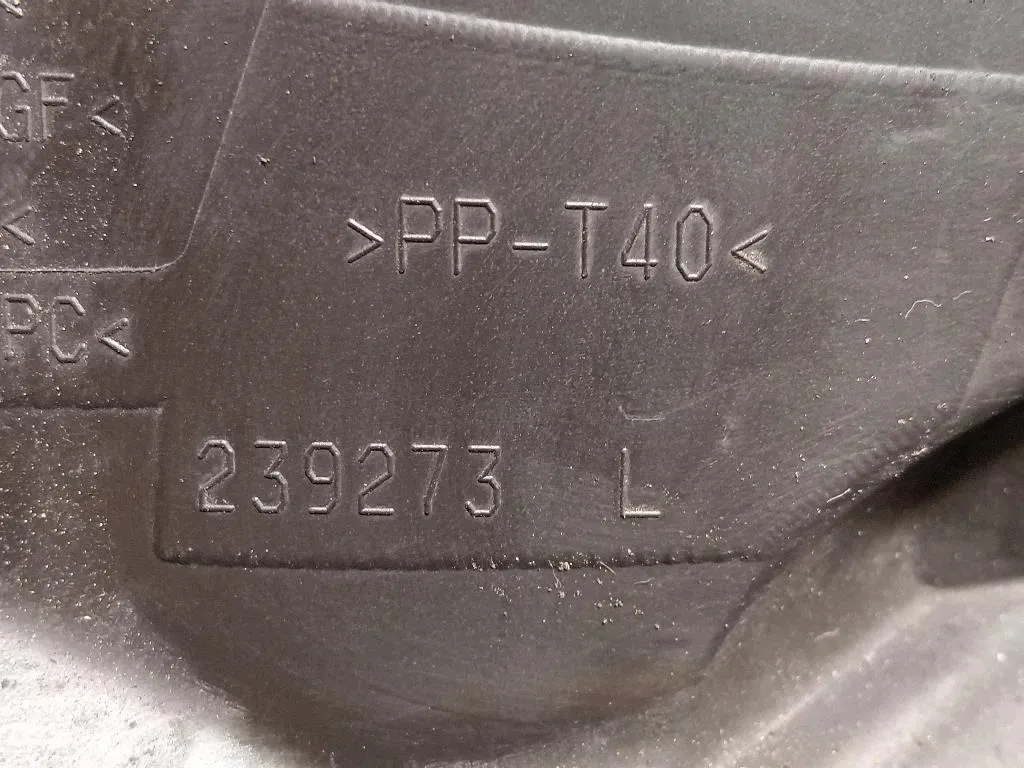 GF<
<
>PP-T40<
PC<
239273 L